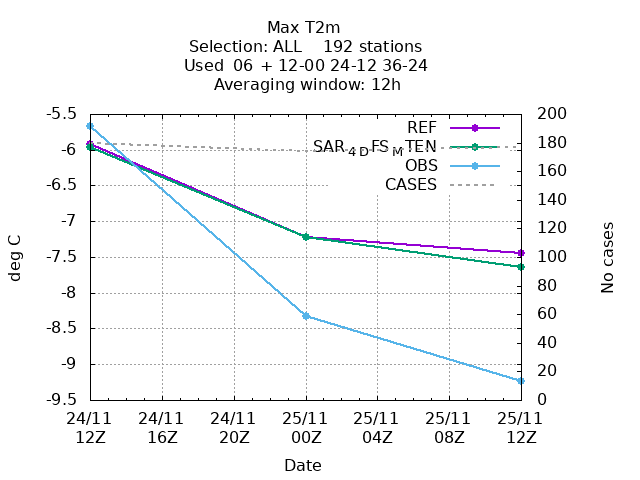 Max T2m
Selection: ALL    192 stations
Used  06 + 12-00 24-12 36-24
Averaging window: 12h
-5.5
-6
-6.5
-7
-7.5
-8
-8.5
-9
-9.5
deg C
200
180
160
140
120
100
80
60
40
20
0
No cases
REF
SAR4DFSMTEN
OBS
CASES
24/11 24/11 24/11 25/11 25/11 25/11 25/11
12Z 16Z 20Z 00Z 04Z 08Z 12Z
Date